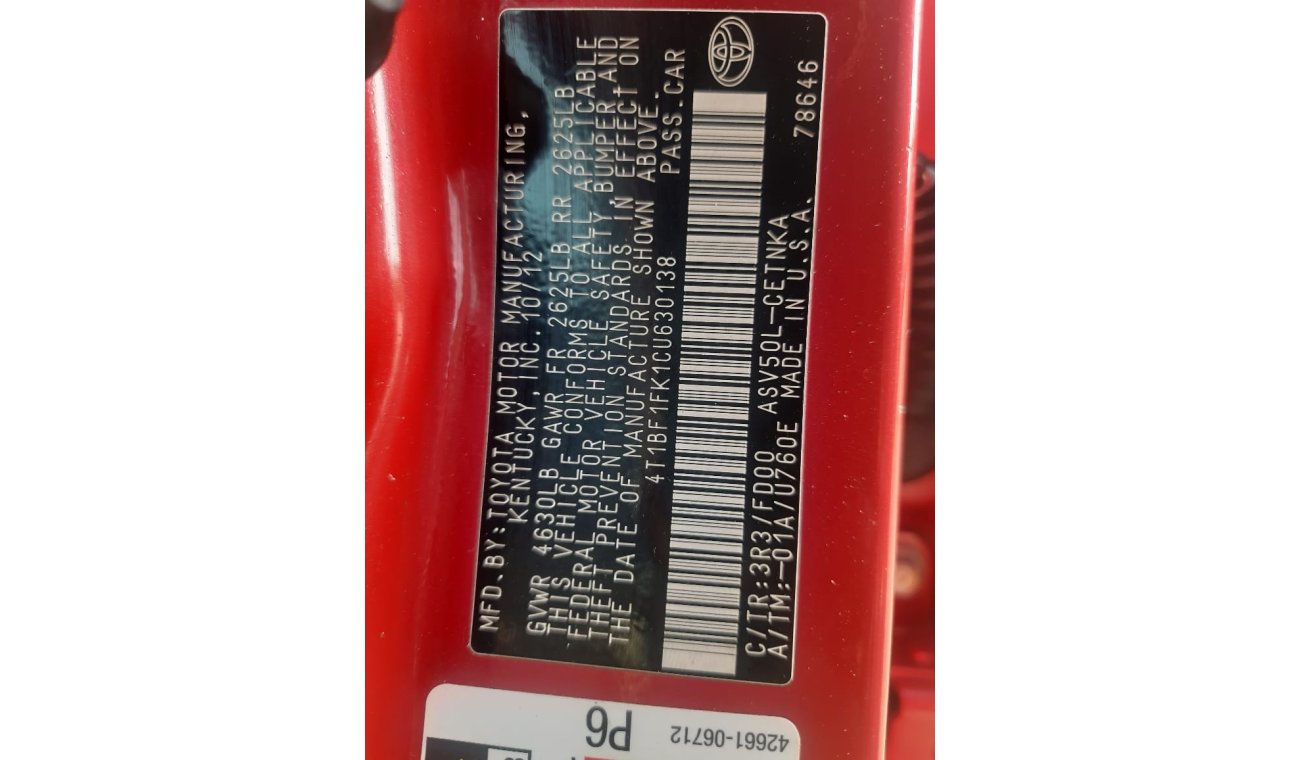 MFD.BY:TOYOTA MOTOR MANUFACTURING,
KENTUCKY, INC. 10/12
GVWR 4630LB GAWR FR 2625LB RR 2625LB
THIS VEHICLE CONFORMS TO ALL APPLICABLE
FEDERAL MOTOR VEHICLE SAFETY,BUMPER AND
THEFT PREVENTION STANDARDS IN EFFECT ON
THE DATE OF MANUFACTURE SHOWN ABOVE.
4T1BF1FK1CU630138 PASS.CAR
C/TR:3R3/FD00 ASV50L-CETNKA
A/TM:-01A/U760E MADE IN U.S.A. 78646
P6
42661-06712